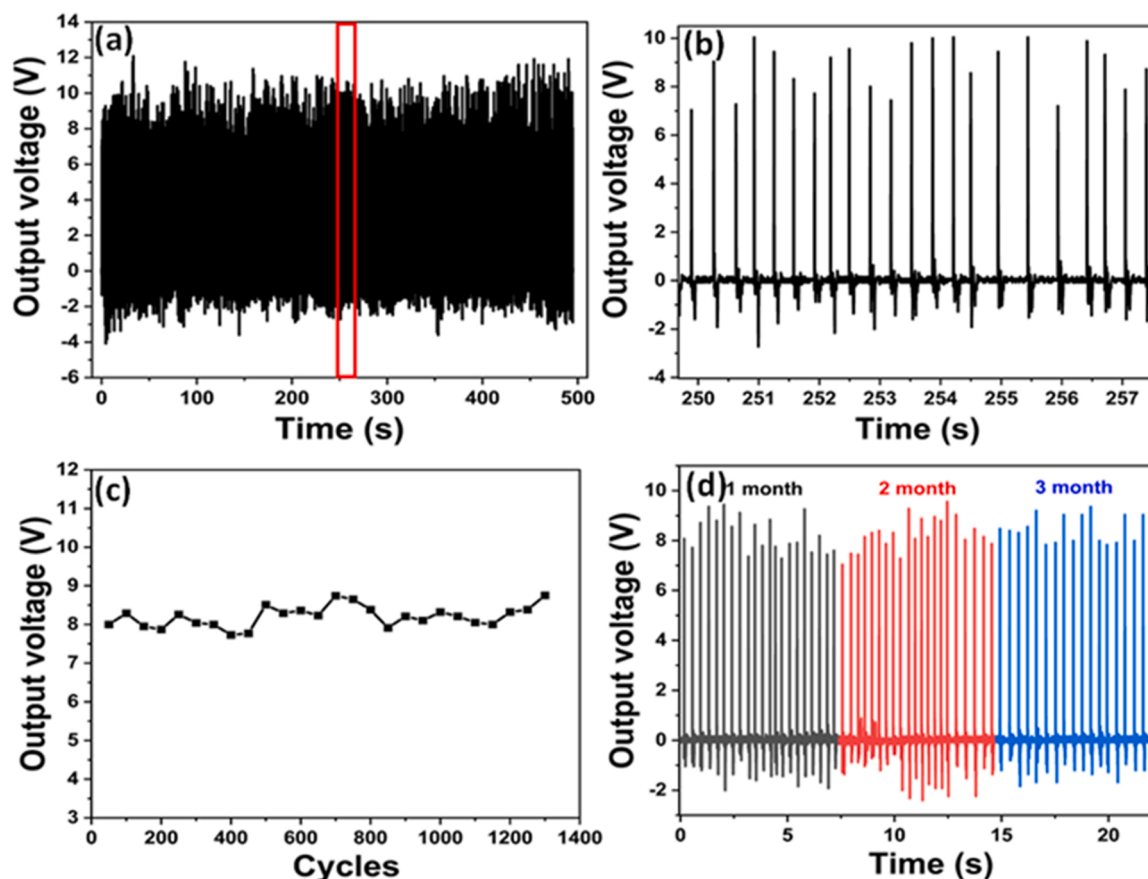 (a)
Output voltage (V)
14
12
10
8
6
4
2
0
-2
-4
-6
0 100 200 300 400 500
Time (s)
(b)
Output voltage (V)
10
8
6
4
2
0
-2
-4
250 251 252 253 254 255 256 257
Time (s)
(c)
Output voltage (V)
12
11
10
9
8
7
6
5
4
3
0 200 400 600 800 1000 1200 1400
Cycles
(d)
1 month 2 month 3 month
Output voltage (V)
10
8
6
4
2
0
-2
0 5 10 15 20
Time (s)